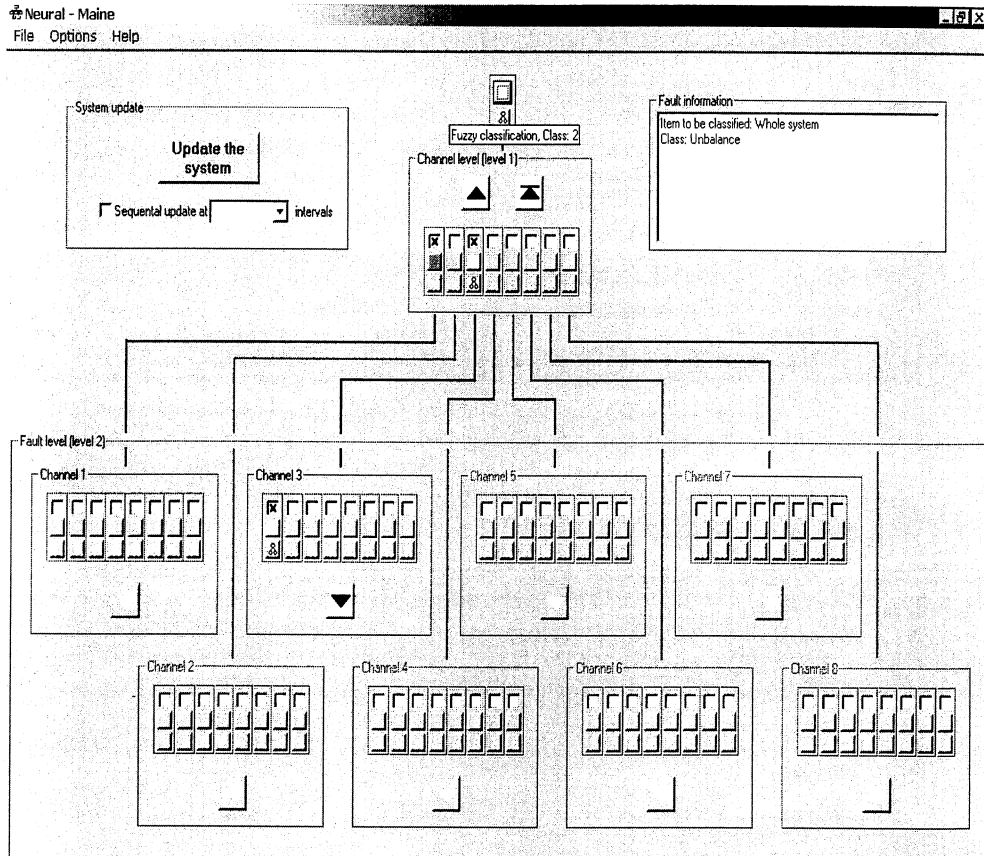 Neural - Maine
File Options Help
System update
Update the
system
Sequental update at
intervals
Fuzzy classification, Class: 2
Channel level (level 1)
Fault information
Item to be classified: Whole system
Class: Unbalance
Fault level (level 2)
Channel 1
Channel 3
Channel 5
Channel 7
Channel 2
Channel 4
Channel 6
Channel 8